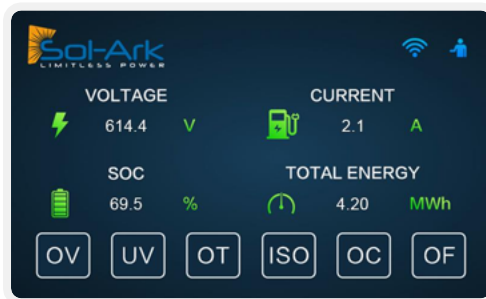 Sol-Ark
LIMITLESS POWER
VOLTAGE
614.4 V
CURRENT
2.1 A
SOC
69.5 %
TOTAL ENERGY
4.20 MWh
OV UV OT ISO OC OF